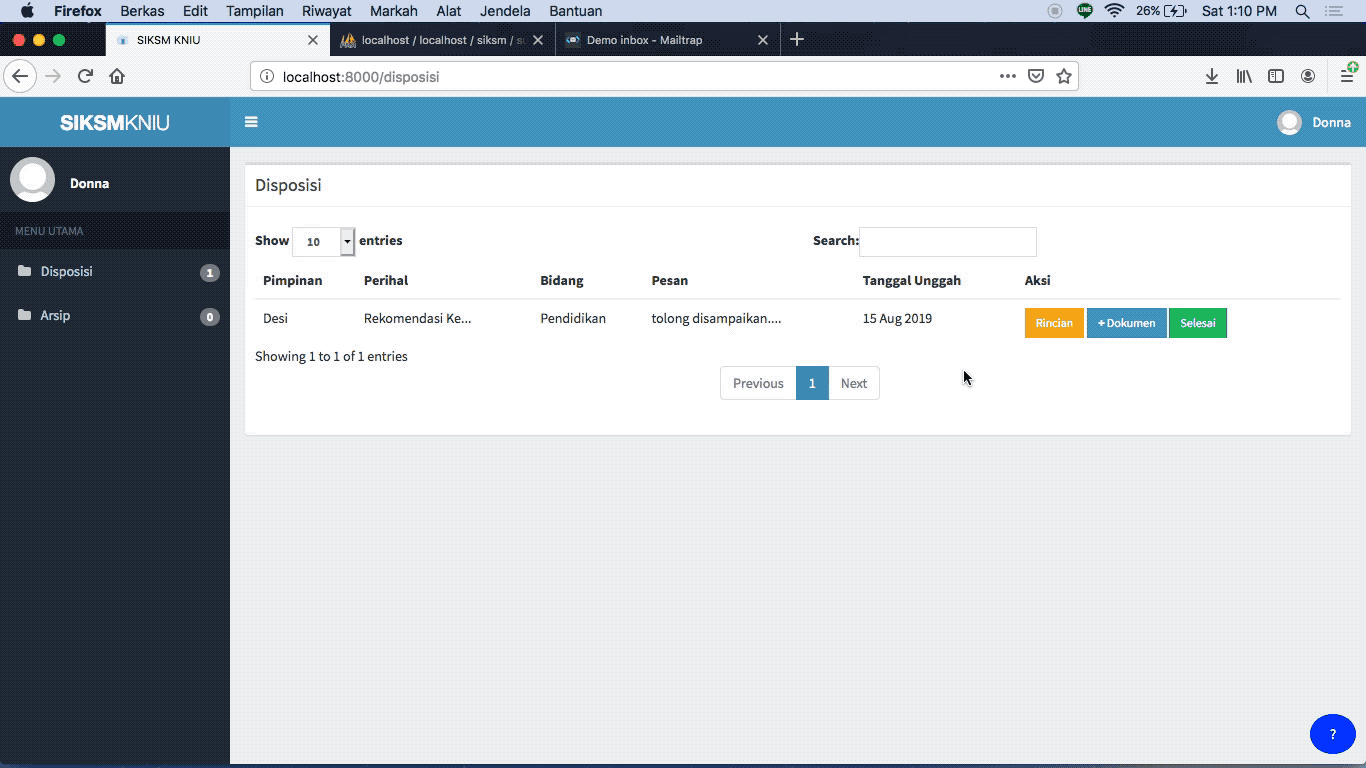 Firefox Berkas Edit Tampilan Riwayat Markah Alat Jendela Bantuan LINE 26% Sat 1:10 PM
SIKSM KNIU localhost / localhost / siksm / Demo inbox - Mailtrap
localhost:8000/disposisi
SIKSMKNIU Donna
Donna
MENU UTAMA
Disposisi 1
Arsip 0
Disposisi
Show 10 entries Search:
Pimpinan Perihal Bidang Pesan Tanggal Unggah Aksi
Desi Rekomendasi Ke... Pendidikan tolong disampaikan.... 15 Aug 2019 Rincian +Dokumen Selesai
Showing 1 to 1 of 1 entries
Previous 1 Next
?